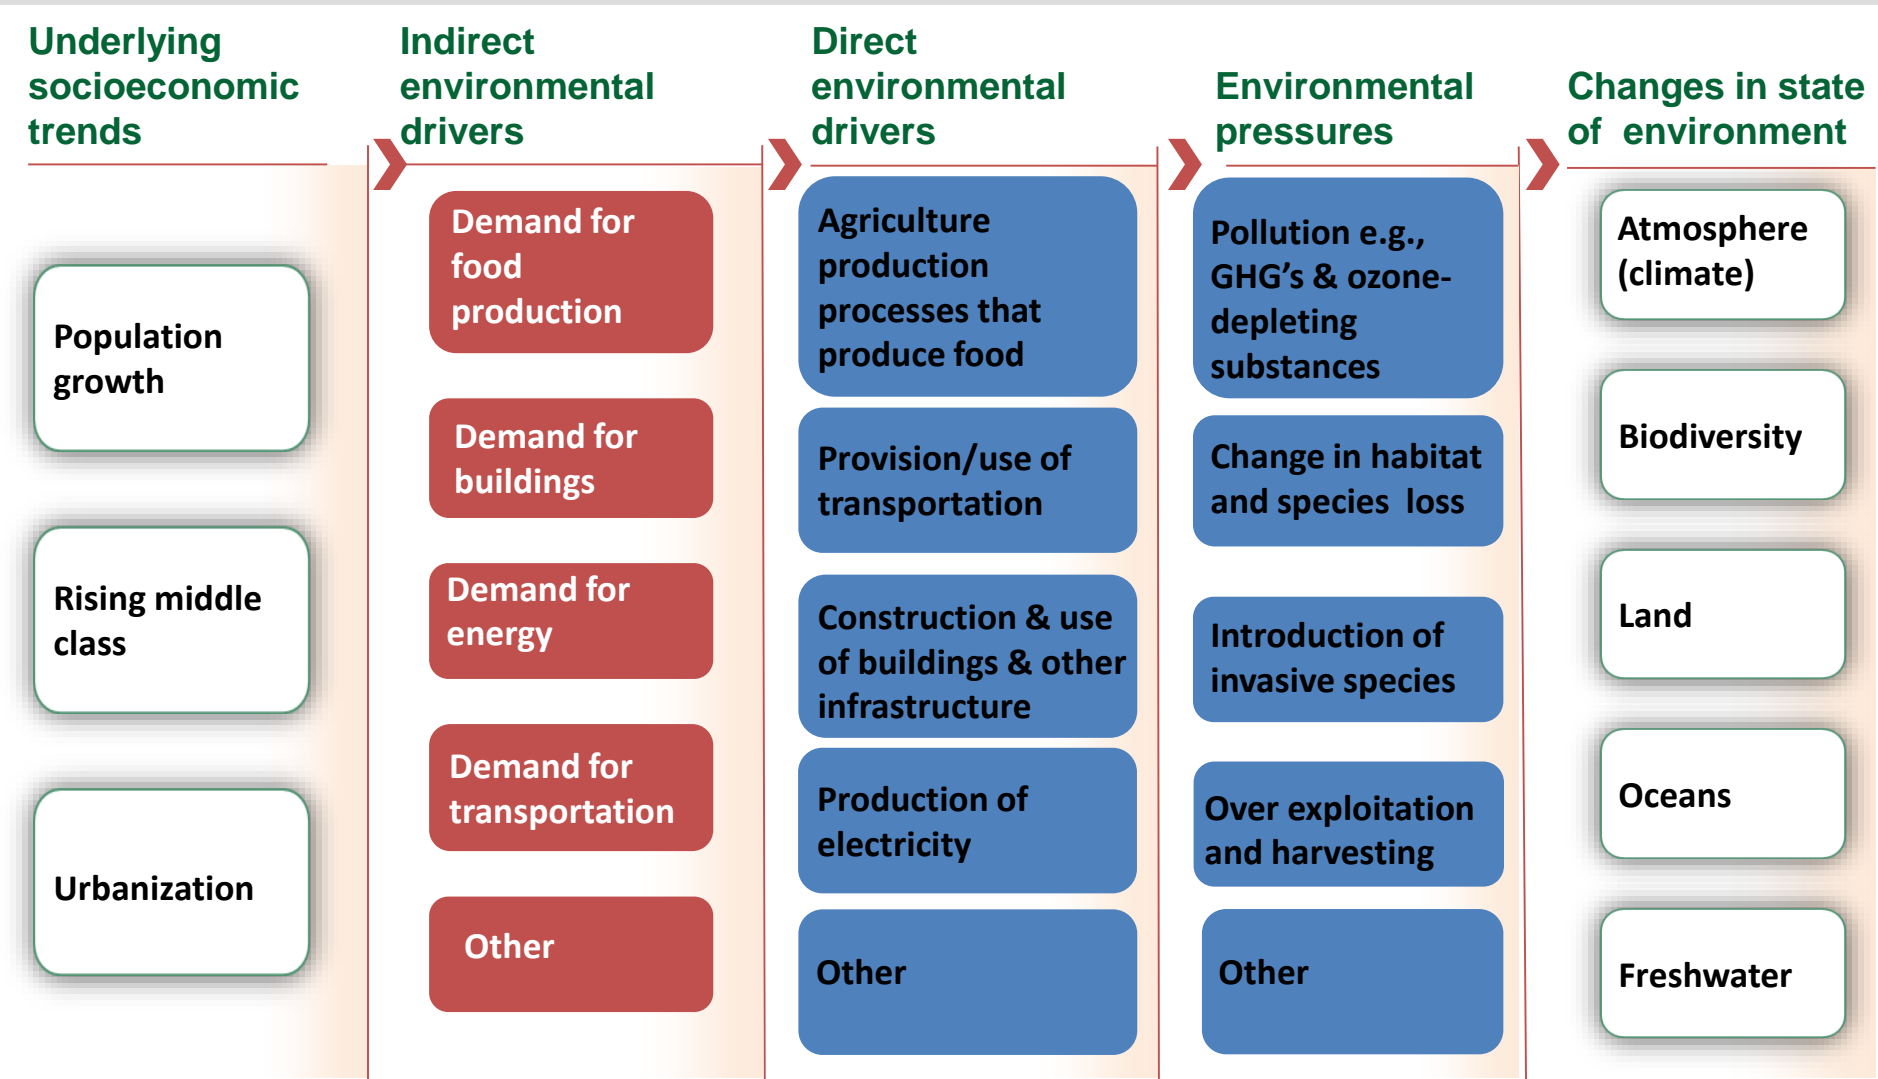 Underlying
socioeconomic
trends
Indirect
environmental
drivers
Direct
environmental
drivers
Environmental
pressures
Changes in state
of environment
Population
growth
Rising middle
class
Urbanization
Demand for
food
production
Demand for
buildings
Demand for
energy
Demand for
transportation
Other
Agriculture
production
processes that
produce food
Provision/use of
transportation
Construction & use
of buildings & other
infrastructure
Production of
electricity
Other
Pollution e.g.,
GHG’s & ozone-
depleting
substances
Change in habitat
and species loss
Introduction of
invasive species
Over exploitation
and harvesting
Other
Atmosphere
(climate)
Biodiversity
Land
Oceans
Freshwater